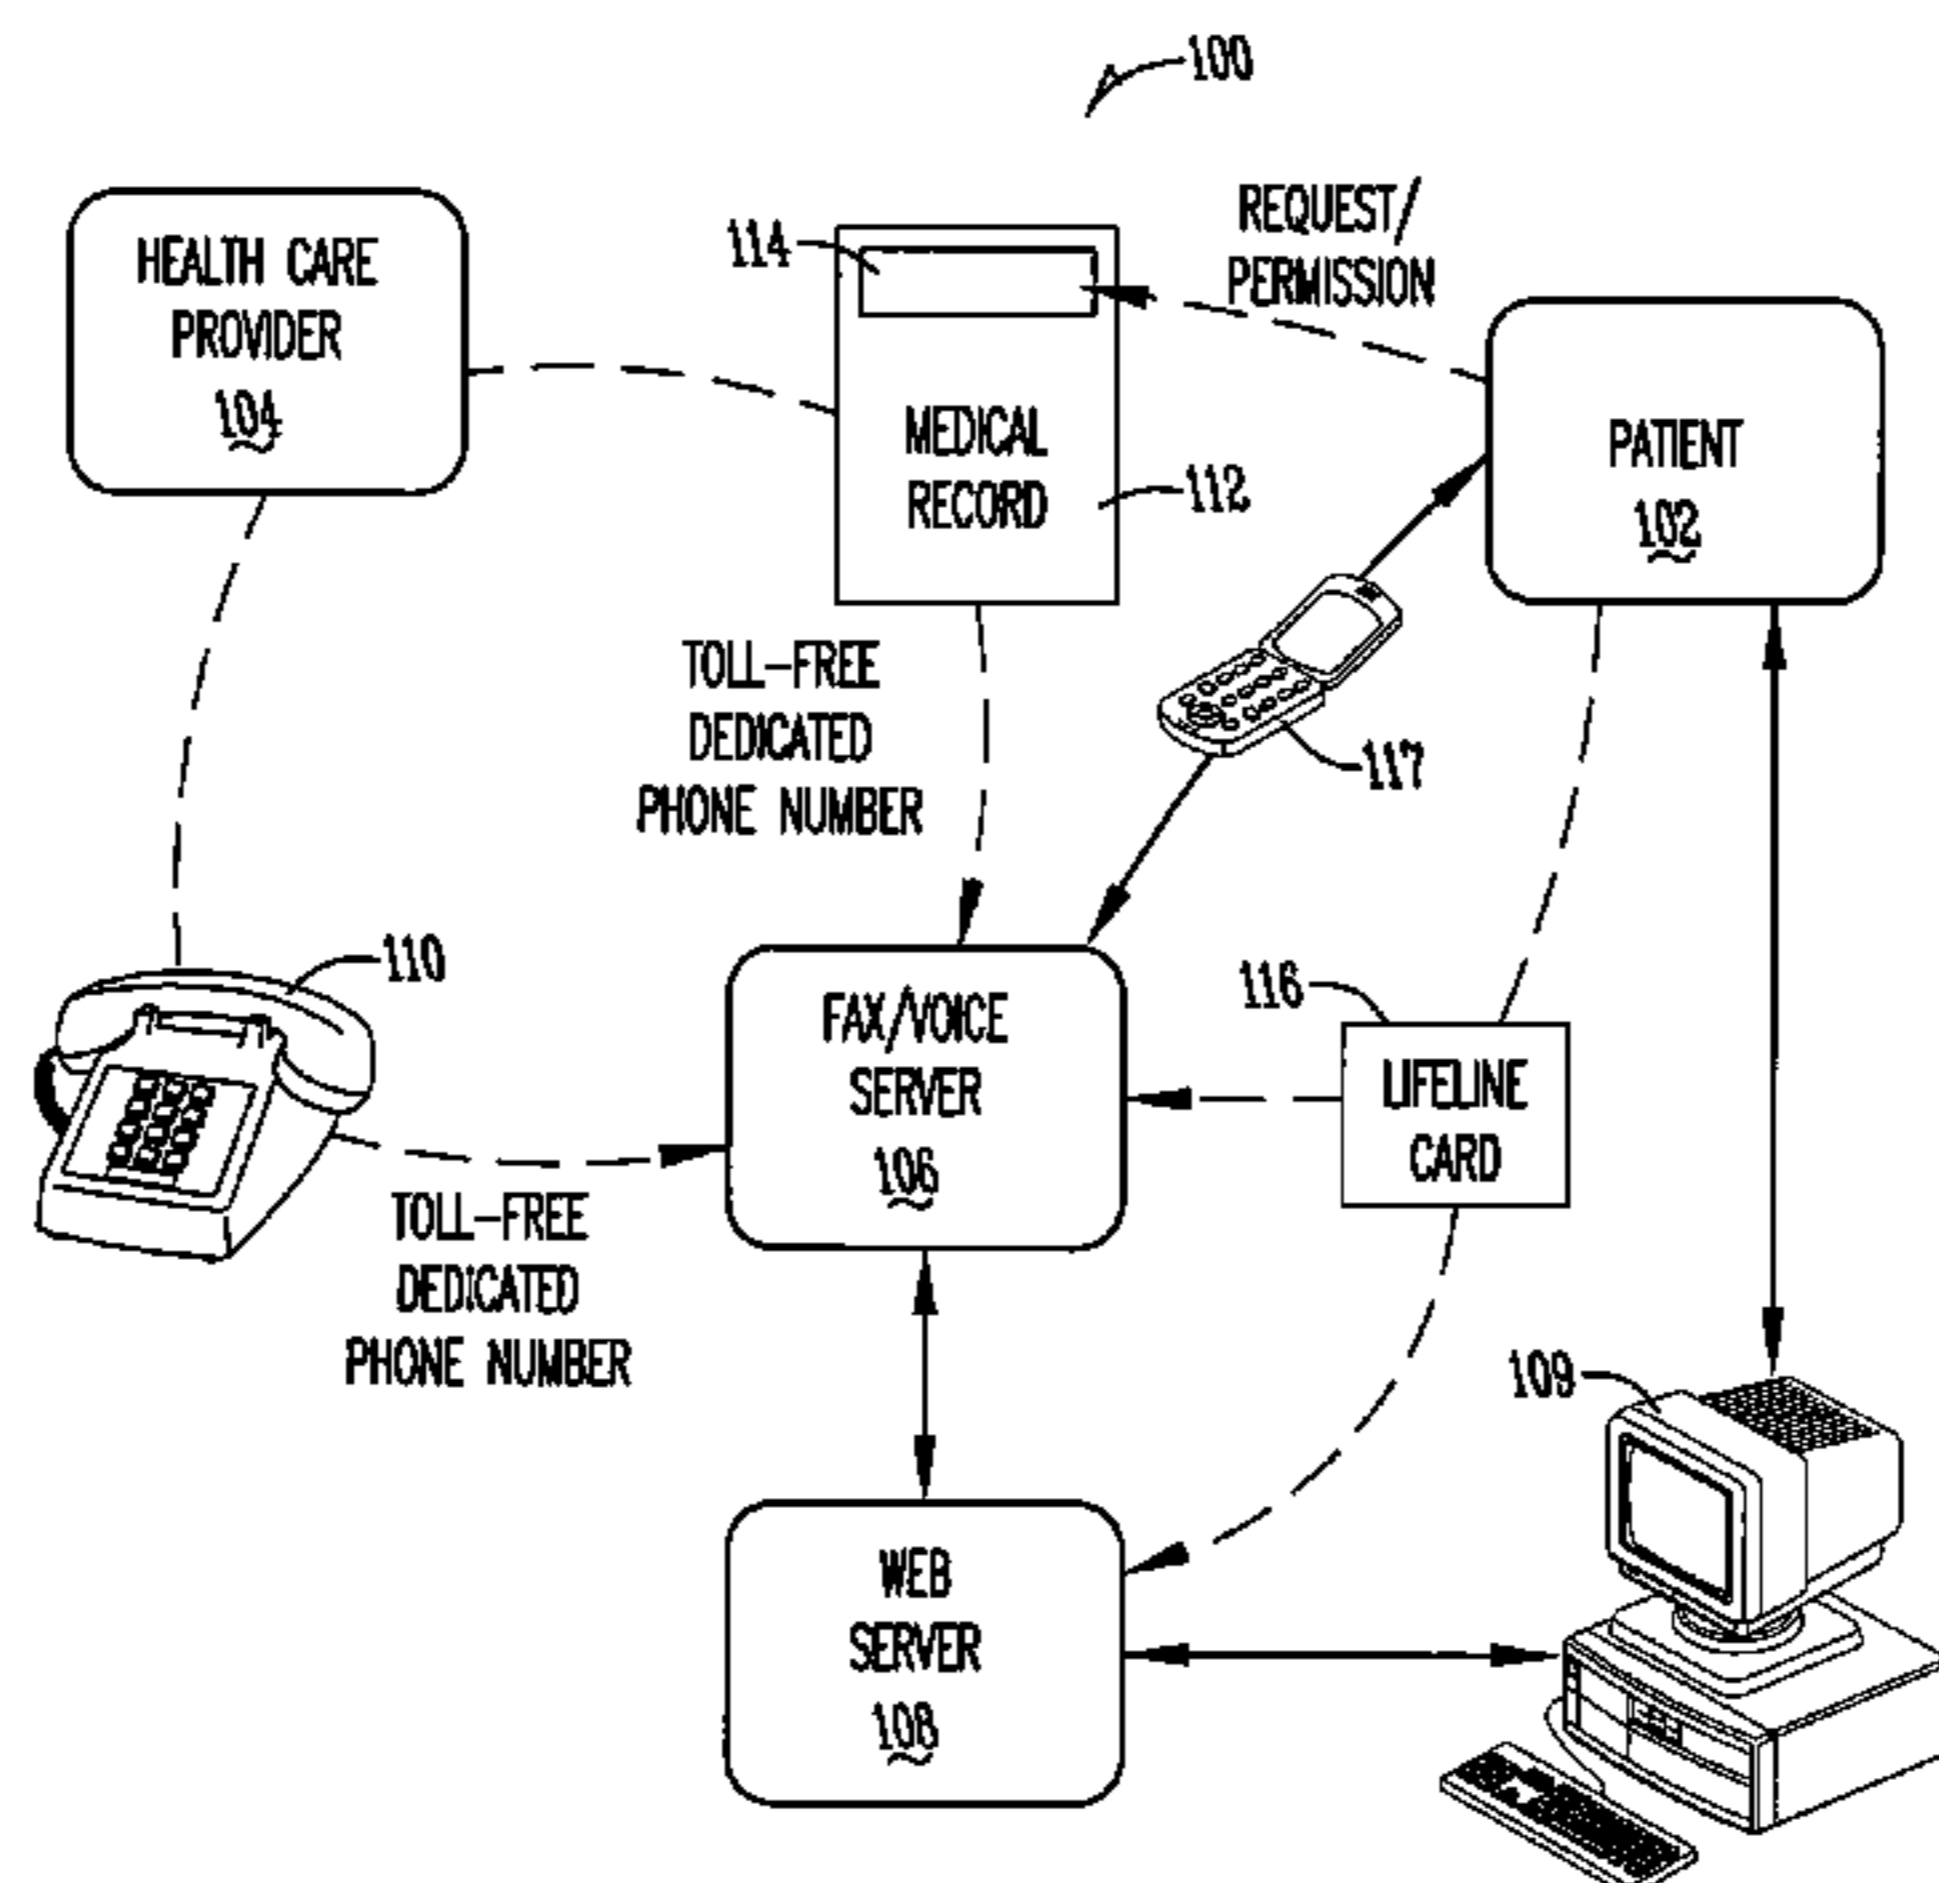 100
HEALTH CARE
PROVIDER
104
114
REQUEST/
PERMISSION
MEDICAL
RECORD
112
PATIENT
102
TOLL-FREE
DEDICATED
PHONE NUMBER
117
110
FAX/VOICE
SERVER
106
116
LIFELINE
CARD
TOLL-FREE
DEDICATED
PHONE NUMBER
109
WEB
SERVER
108